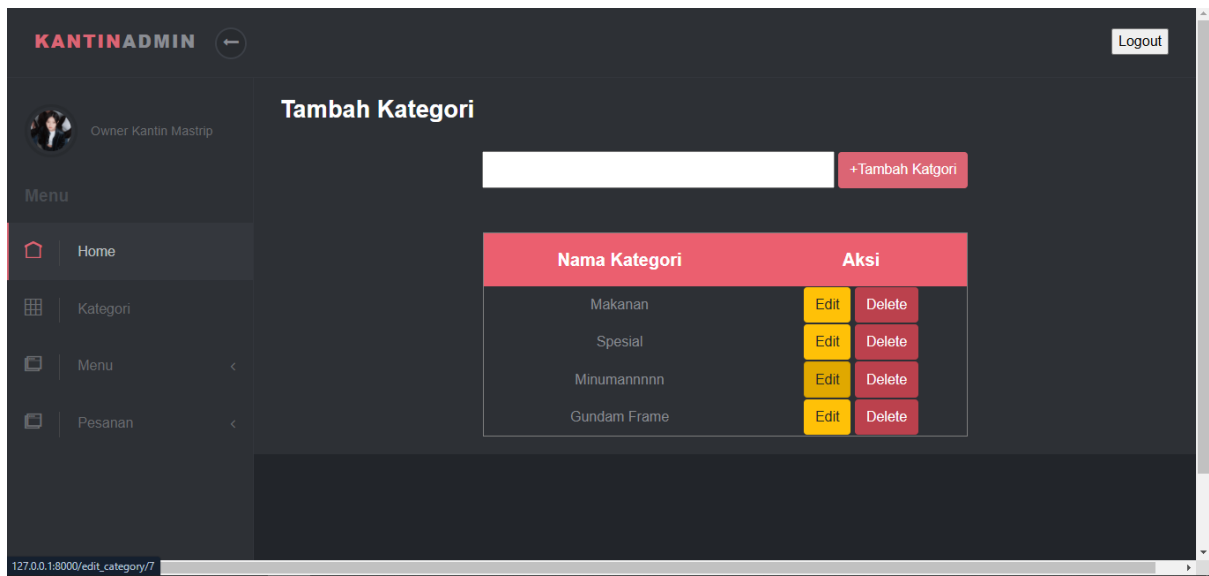 KANTINADMIN
Logout
Owner Kantin Mastrip
Menu
Home
Kategori
Menu
Pesanan
Tambah Kategori
+Tambah Katgori
Nama Kategori Aksi
Makanan Edit Delete
Spesial Edit Delete
Minumannnnn Edit Delete
Gundam Frame Edit Delete
127.0.0.1:8000/edit_category/7